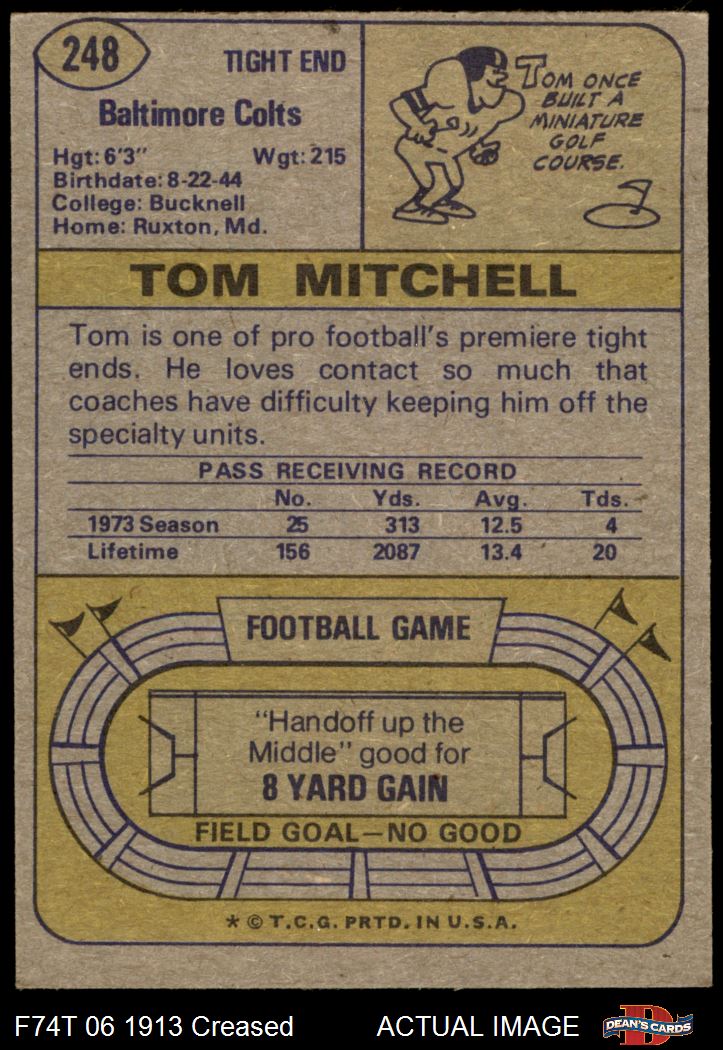 248
TIGHT END
Baltimore Colts
Hgt: 6'3" Wgt: 215
Birthdate: 8-22-44
College: Bucknell
Home: Ruxton, Md.
TOM ONCE
BUILT A
MINIATURE
GOLF
COURSE.
TOM MITCHELL
Tom is one of pro football's premiere tight
ends. He loves contact so much that
coaches have difficulty keeping him off the
specialty units.
PASS RECEIVING RECORD
No. Yds. Avg. Tds.
1973 Season 25 313 12.5 4
Lifetime 156 2087 13.4 20
FOOTBALL GAME
"Handoff up the
Middle" good for
8 YARD GAIN
FIELD GOAL—NO GOOD
* © T.C.G. PRTD. IN U.S.A.
F74T 06 1913 Creased ACTUAL IMAGE
D
DEAN'S CARDS